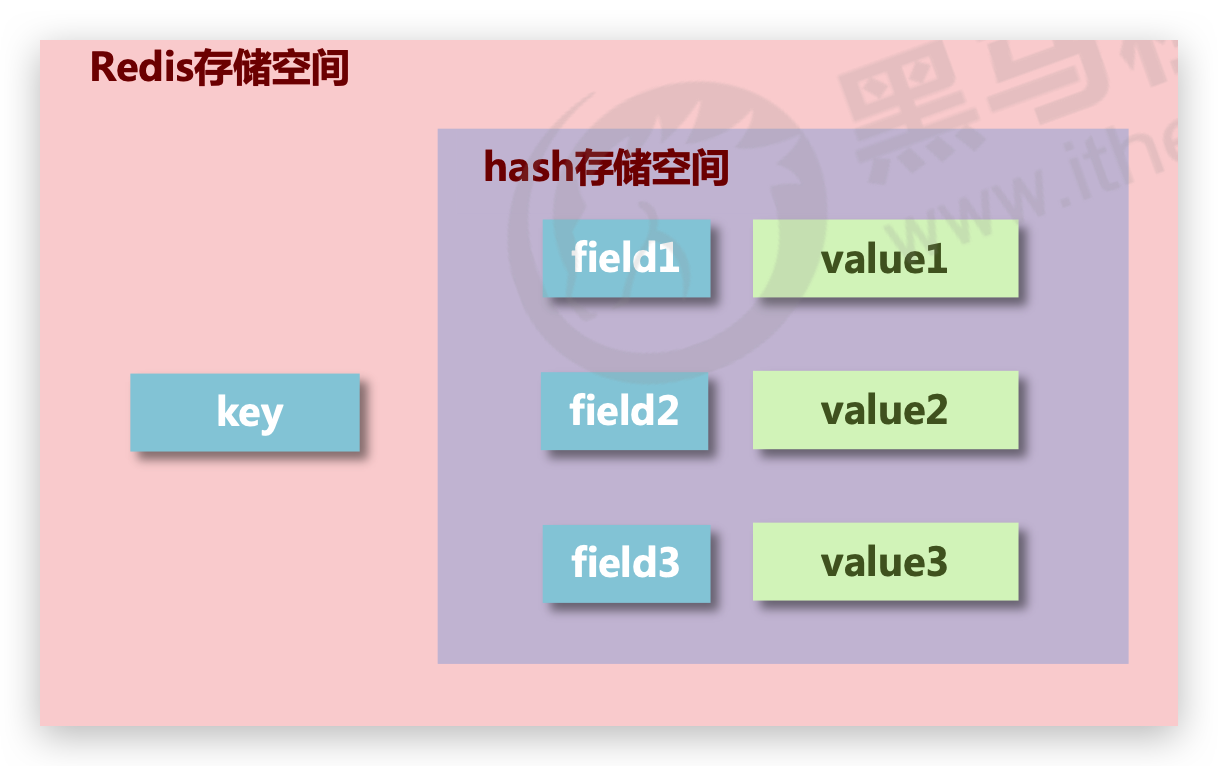 Redis存储空间
hash存储空间
field1 value1
key
field2 value2
field3 value3
黑马
www.ithe